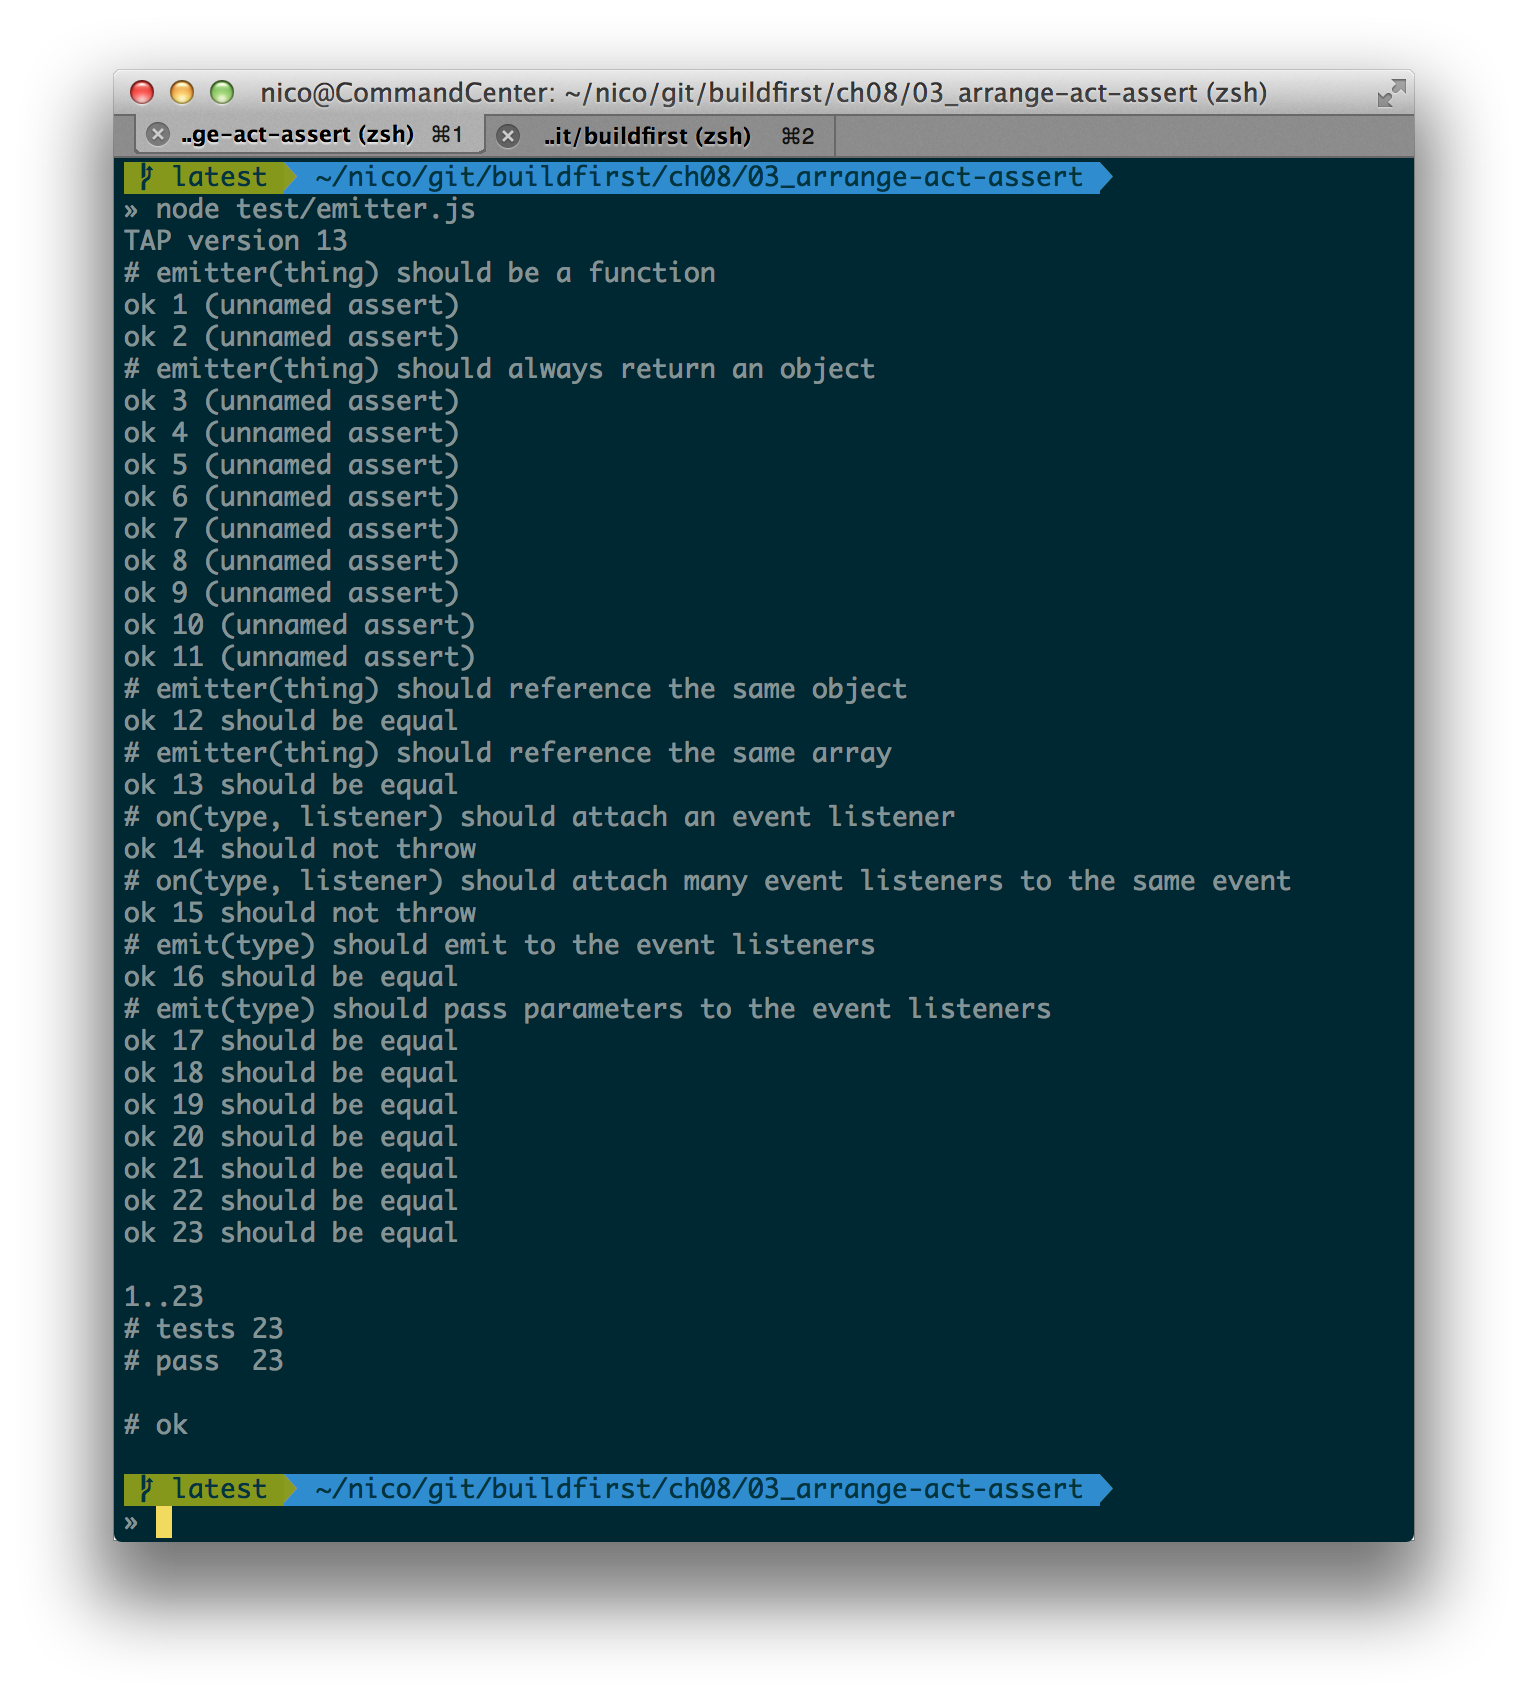 nico@CommandCenter: ~/nico/git/buildfirst/ch08/03_arrange-act-assert (zsh)
..ge-act-assert (zsh) ⌘1 ..it/buildfirst (zsh) ⌘2
latest ~/nico/git/buildfirst/ch08/03_arrange-act-assert
» node test/emitter.js
TAP version 13
# emitter(thing) should be a function
ok 1 (unnamed assert)
ok 2 (unnamed assert)
# emitter(thing) should always return an object
ok 3 (unnamed assert)
ok 4 (unnamed assert)
ok 5 (unnamed assert)
ok 6 (unnamed assert)
ok 7 (unnamed assert)
ok 8 (unnamed assert)
ok 9 (unnamed assert)
ok 10 (unnamed assert)
ok 11 (unnamed assert)
# emitter(thing) should reference the same object
ok 12 should be equal
# emitter(thing) should reference the same array
ok 13 should be equal
# on(type, listener) should attach an event listener
ok 14 should not throw
# on(type, listener) should attach many event listeners to the same event
ok 15 should not throw
# emit(type) should emit to the event listeners
ok 16 should be equal
# emit(type) should pass parameters to the event listeners
ok 17 should be equal
ok 18 should be equal
ok 19 should be equal
ok 20 should be equal
ok 21 should be equal
ok 22 should be equal
ok 23 should be equal
1..23
# tests 23
# pass  23
# ok
latest ~/nico/git/buildfirst/ch08/03_arrange-act-assert
»